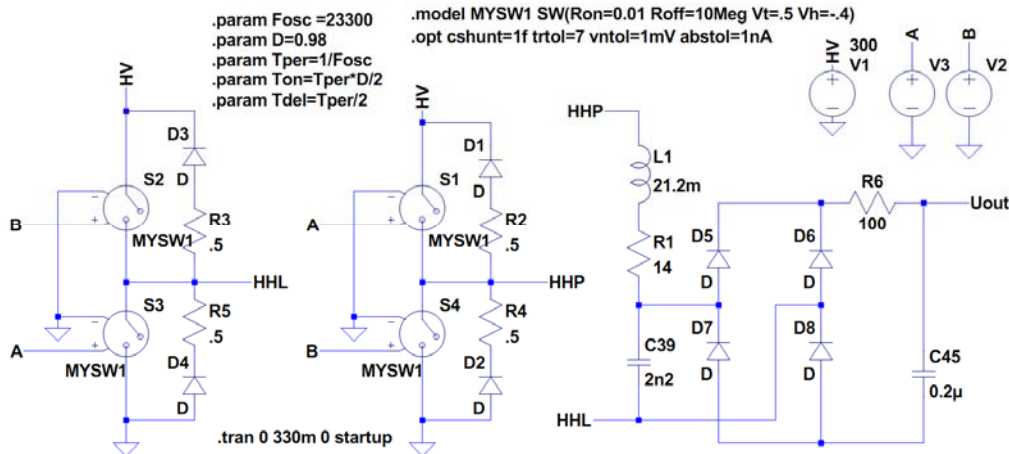 .param Fosc =23300
.param D=0.98
.param Tper=1/Fosc
.param Ton=Tper*D/2
.param Tdel=Tper/2
.model MYSW1 SW(Ron=0.01 Roff=10Meg Vt=.5 Vh=-.4)
.opt cshunt=1f trtol=7 vntol=1mV abstol=1nA
HV
D3
D
S2
B
MYSW1
R3
.5
HHL
S3
A
MYSW1
R5
.5
D4
D
HV
D1
D
S1
A
MYSW1
R2
.5
HHP
S4
B
MYSW1
R4
.5
D2
D
.tran 0 330m 0 startup
HV
300
V1
A
V3
B
V2
HHP
L1
21.2m
R1
14
D5
D
D6
D
R6
100
Uout
C39
2n2
D7
D
D8
D
C45
0.2µ
HHL
+
−
+
−
+
−
−
+
−
+
−
+
−
+